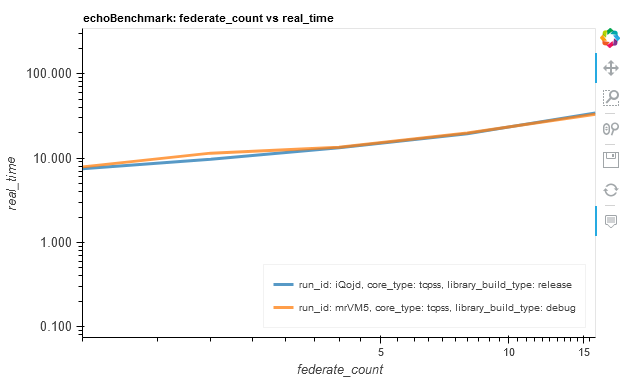 echoBenchmark: federate_count vs real_time
100.000
10.000
1.000
0.100
real_time
run_id: iQojd, core_type: tcpss, library_build_type: release
run_id: mrVM5, core_type: tcpss, library_build_type: debug
5
10
15
federate_count